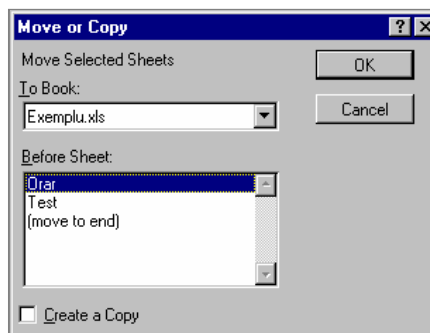 Move or Copy
Move Selected Sheets
To Book:
Exemplu.xls
Before Sheet:
Orar
Test
(move to end)
Create a Copy
OK
Cancel